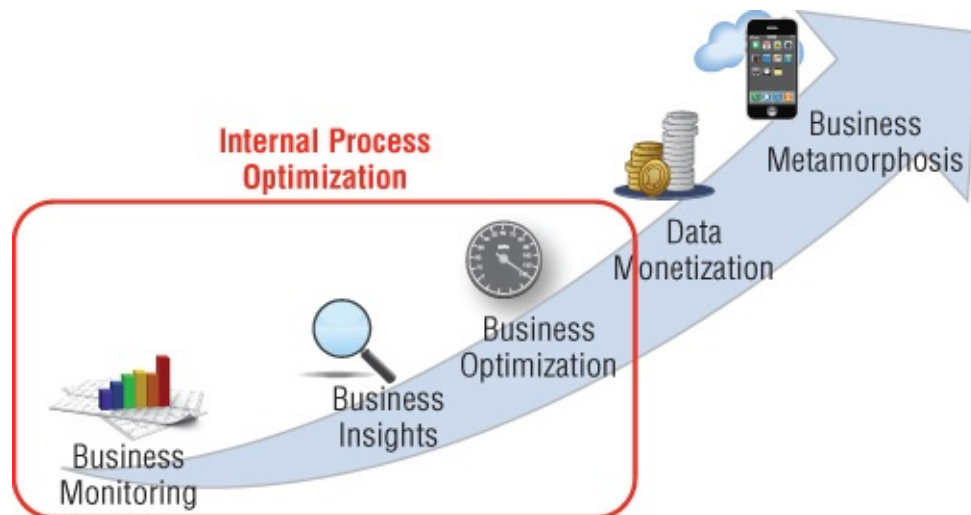 Internal Process
Optimization
Business
Metamorphosis
Data
Monetization
Business
Optimization
Business
Insights
Business
Monitoring